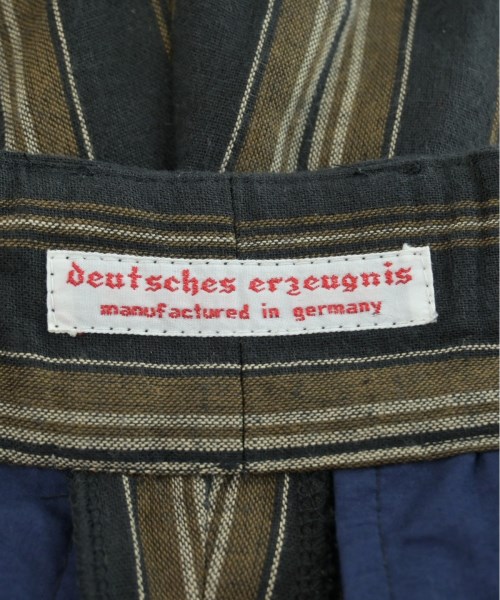 deutsches erzeugnis
manufactured in germany